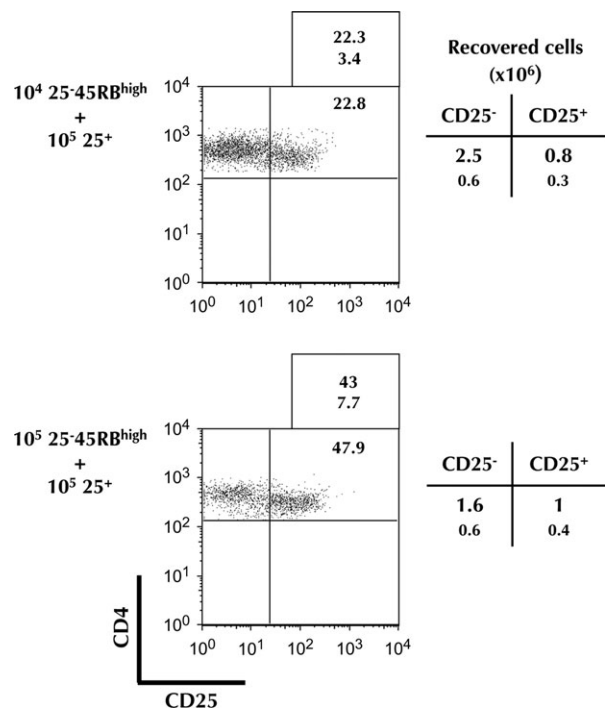 22.3
3.4
10⁴ 25⁻45RBʰⁱᵍʰ
+
10⁵ 25⁺
10⁴
10³
10²
10¹
10⁰
22.8
10⁰ 10¹ 10² 10³ 10⁴
Recovered cells
(x10⁶)
CD25⁻ CD25⁺
2.5 0.8
0.6 0.3
43
7.7
10⁵ 25⁻45RBʰⁱᵍʰ
+
10⁵ 25⁺
10⁴
10³
10²
10¹
10⁰
47.9
10⁰ 10¹ 10² 10³ 10⁴
CD25⁻ CD25⁺
1.6 1
0.6 0.4
CD4
CD25